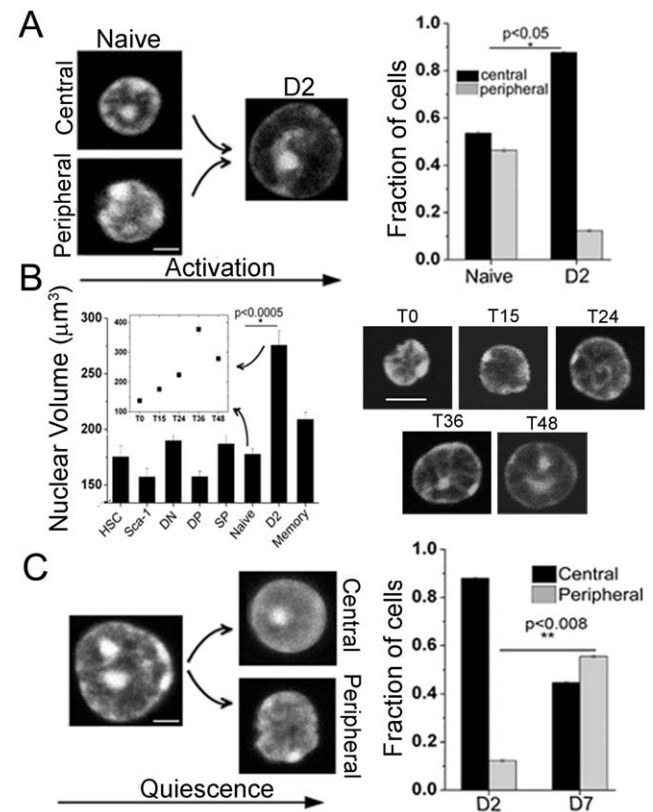 A
Naive
Central
Peripheral
D2
Activation
Fraction of cells
1.0
0.8
0.6
0.4
0.2
0.0
p<0.05
*
central
peripheral
Naive
D2
B
Nuclear Volume (μm³)
300
250
200
150
400
300
200
100
T0
T15
T24
T36
T48
p<0.0005
*
HSC
Sca-1
DN
DP
SP
Naive
D2
Memory
T0
T15
T24
T36
T48
C
Central
Peripheral
Quiescence
Fraction of cells
1.0
0.8
0.6
0.4
0.2
0.0
Central
Peripheral
p<0.008
**
D2
D7